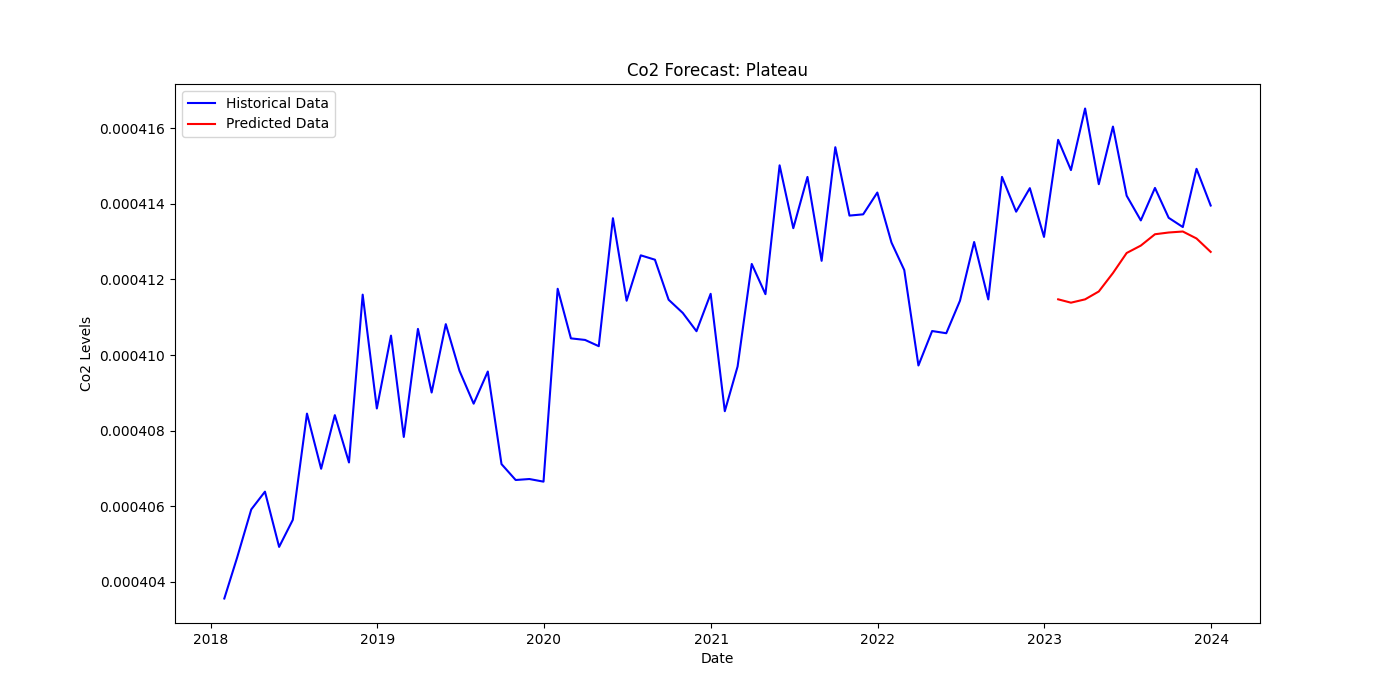 Co2 Forecast: Plateau
Historical Data
Predicted Data
0.000416
0.000414
0.000412
0.000410
0.000408
0.000406
0.000404
Co2 Levels
2018 2019 2020 2021 2022 2023 2024
Date